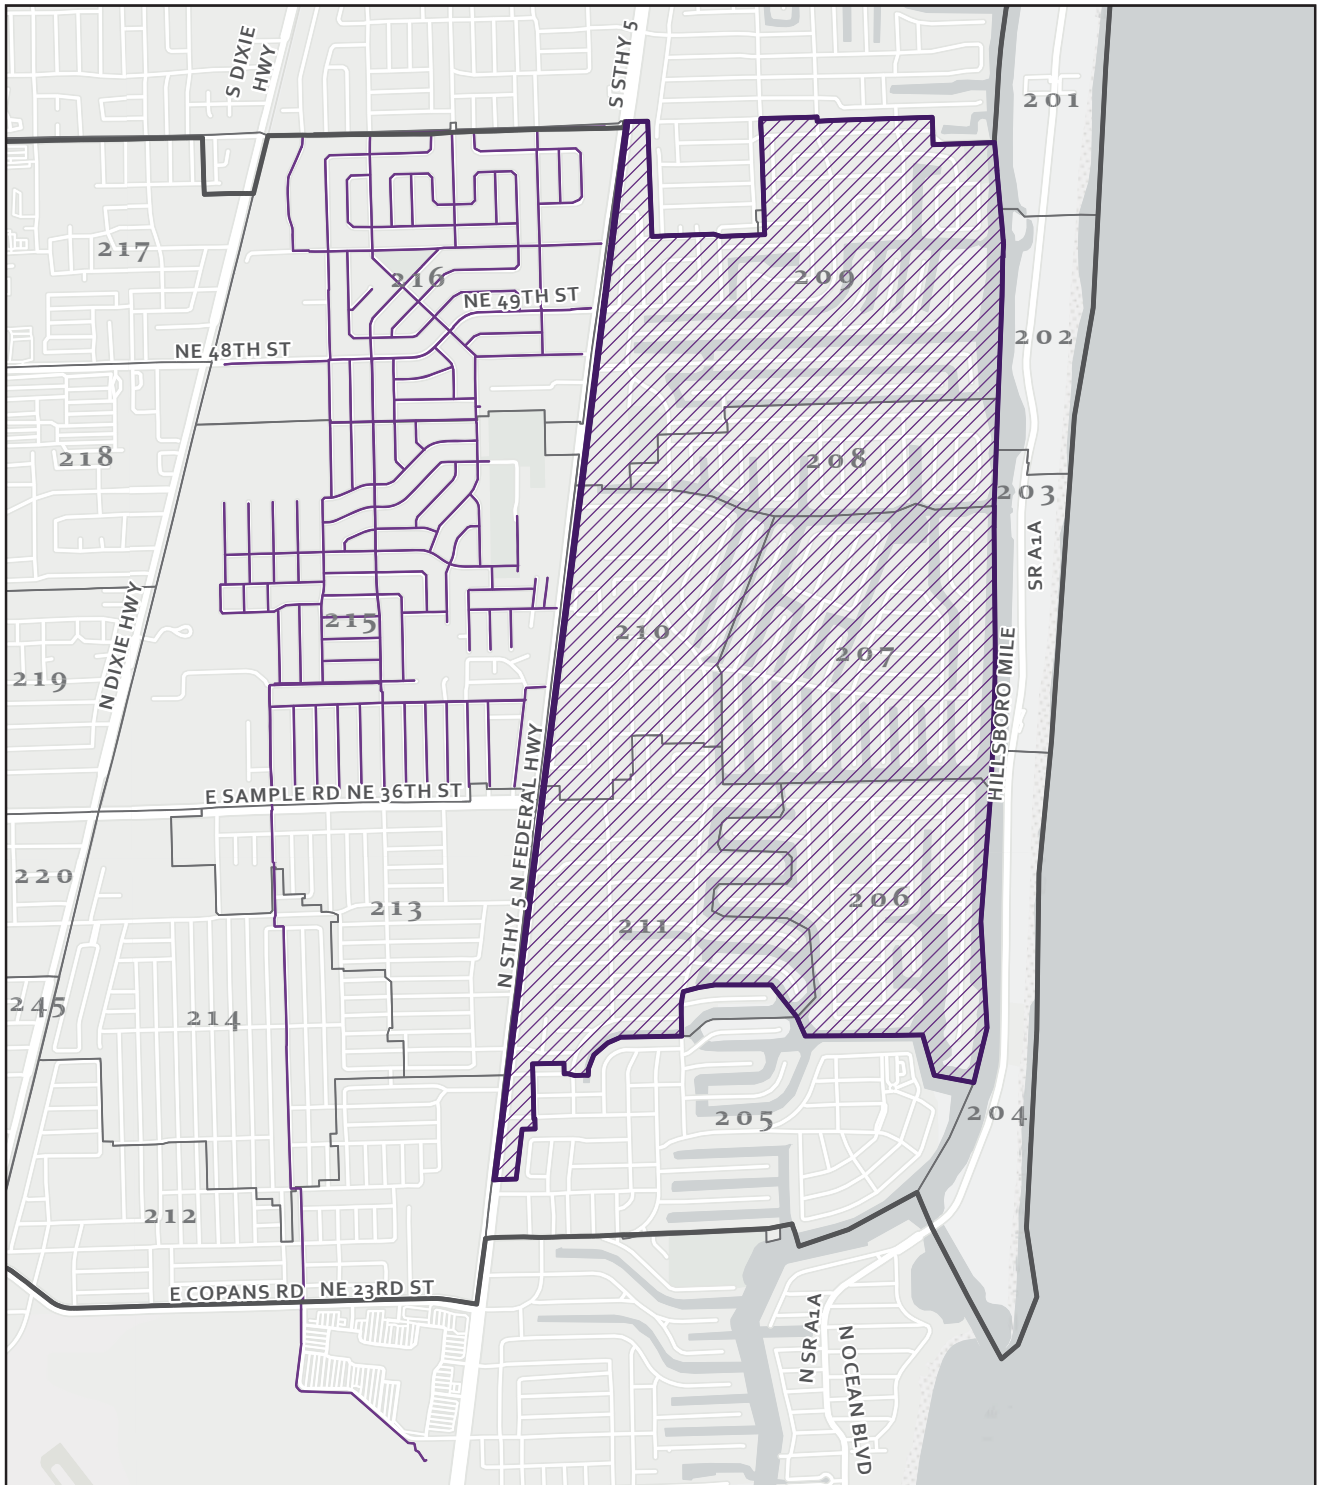 S DIXIE
HWY
S STHY 5
201
217
209
216
NE 49TH ST
202
NE 48TH ST
218
208
203
SR A1A
215
210
207
219
N DIXIE HWY
HILLSBORO MILE
E SAMPLE RD NE 36TH ST
N STHY 5 N FEDERAL HWY
220
213
206
211
245
214
204
205
212
E COPANS RD NE 23RD ST
N SR A1A
N OCEAN BLVD